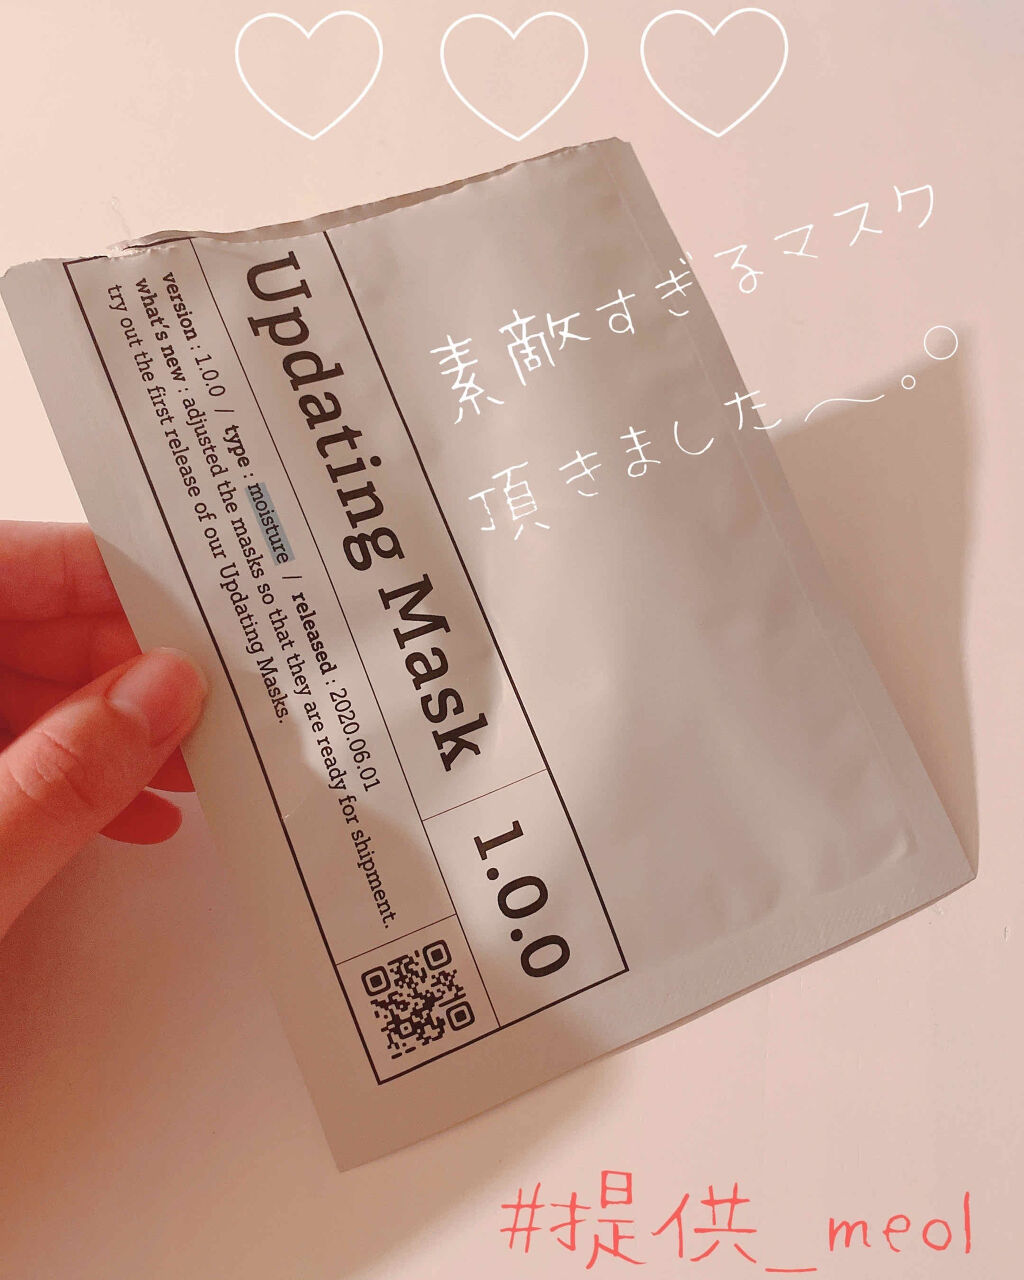 素敵すぎるマスク
頂きました〜。○
Updating Mask
1.0.0
version : 1.0.0 / type : moisture / released : 2020.06.01
what's new : adjusted the masks so that they are ready for shipment.
try out the first release of our Updating Masks.
#提供_meol